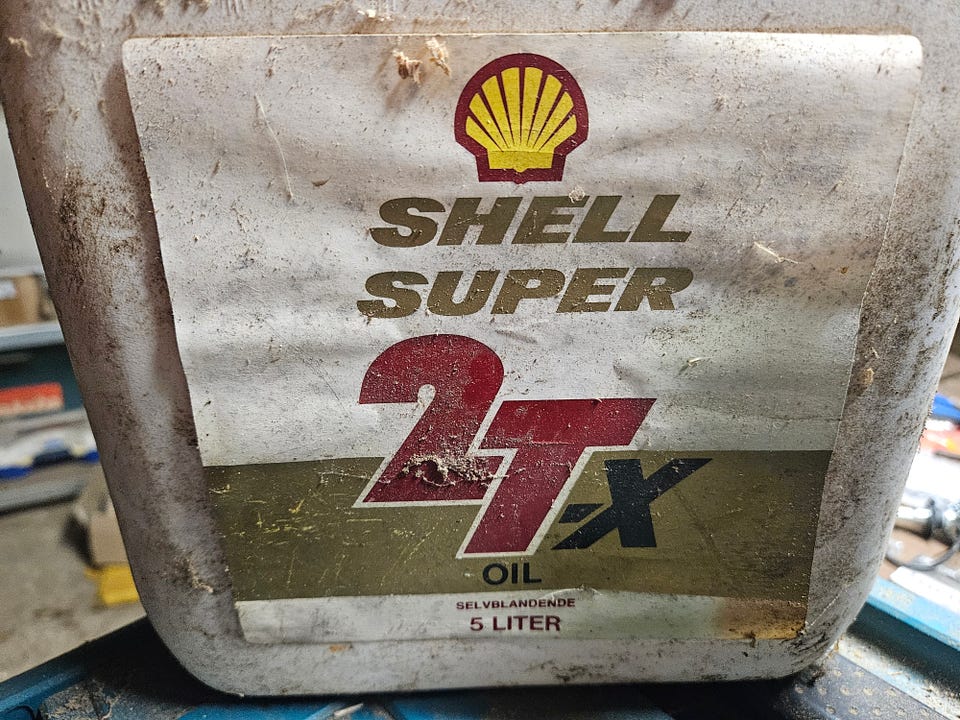 SHELL
SUPER
2T-X
OIL
SELVBLANDENDE
5 LITER